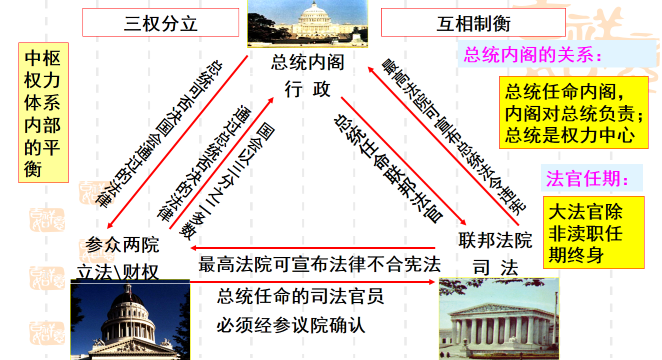 三权分立
互相制衡
中枢
权力
体系
内部
的平
衡
总统内阁
行 政
总统内阁的关系：
总统任命内阁，
内阁对总统负责；
总统是权力中心
总统可否决国会通过的法律
国会以三分之二多数
通过总统否决的法律
总统任命联邦法官
最高法院可宣布总统法令违宪
法官任期：
大法官除
非渎职任
期终身
参众两院
立法\财权
联邦法院
司 法
最高法院可宣布法律不合宪法
总统任命的司法官员
必须经参议院确认